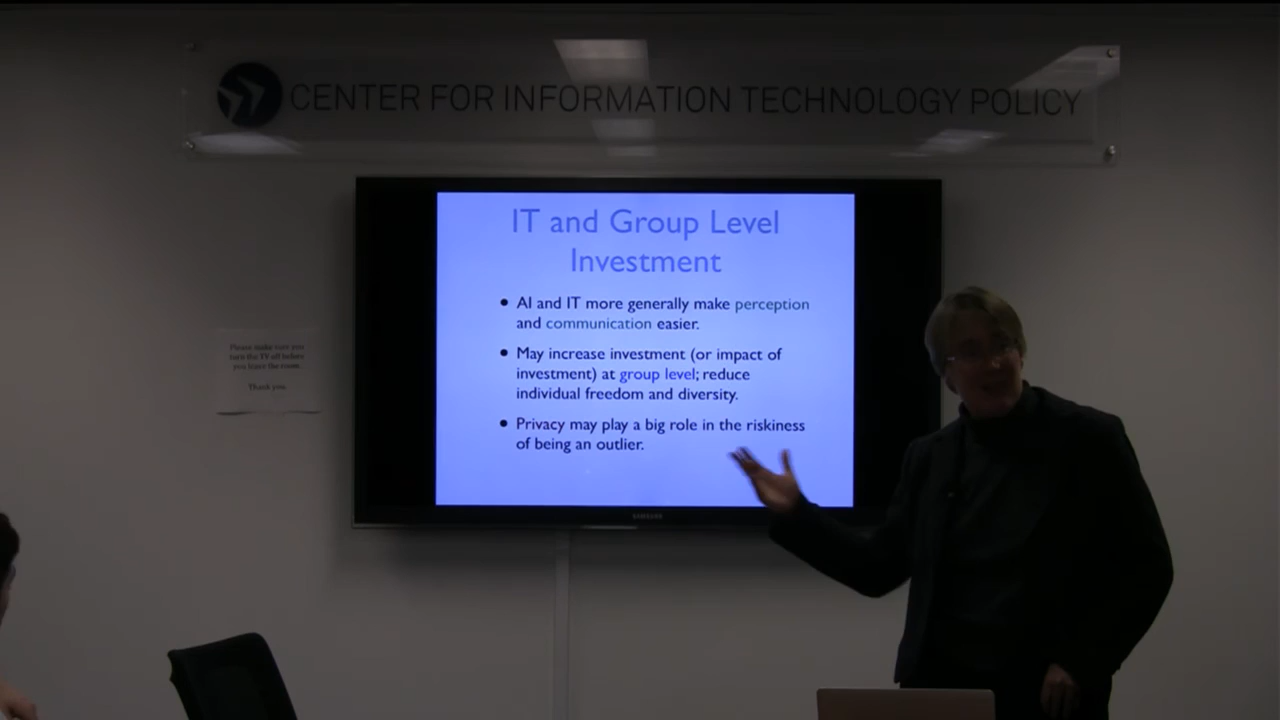 CENTER FOR INFORMATION TECHNOLOGY POLICY
IT and Group Level
Investment
• AI and IT more generally make perception
and communication easier.
• May increase investment (or impact of
investment) at group level; reduce
individual freedom and diversity.
• Privacy may play a big role in the riskiness
of being an outlier.
SAMSUNG
Please make sure you
turn the TV off before
you leave the room.
Thank you.